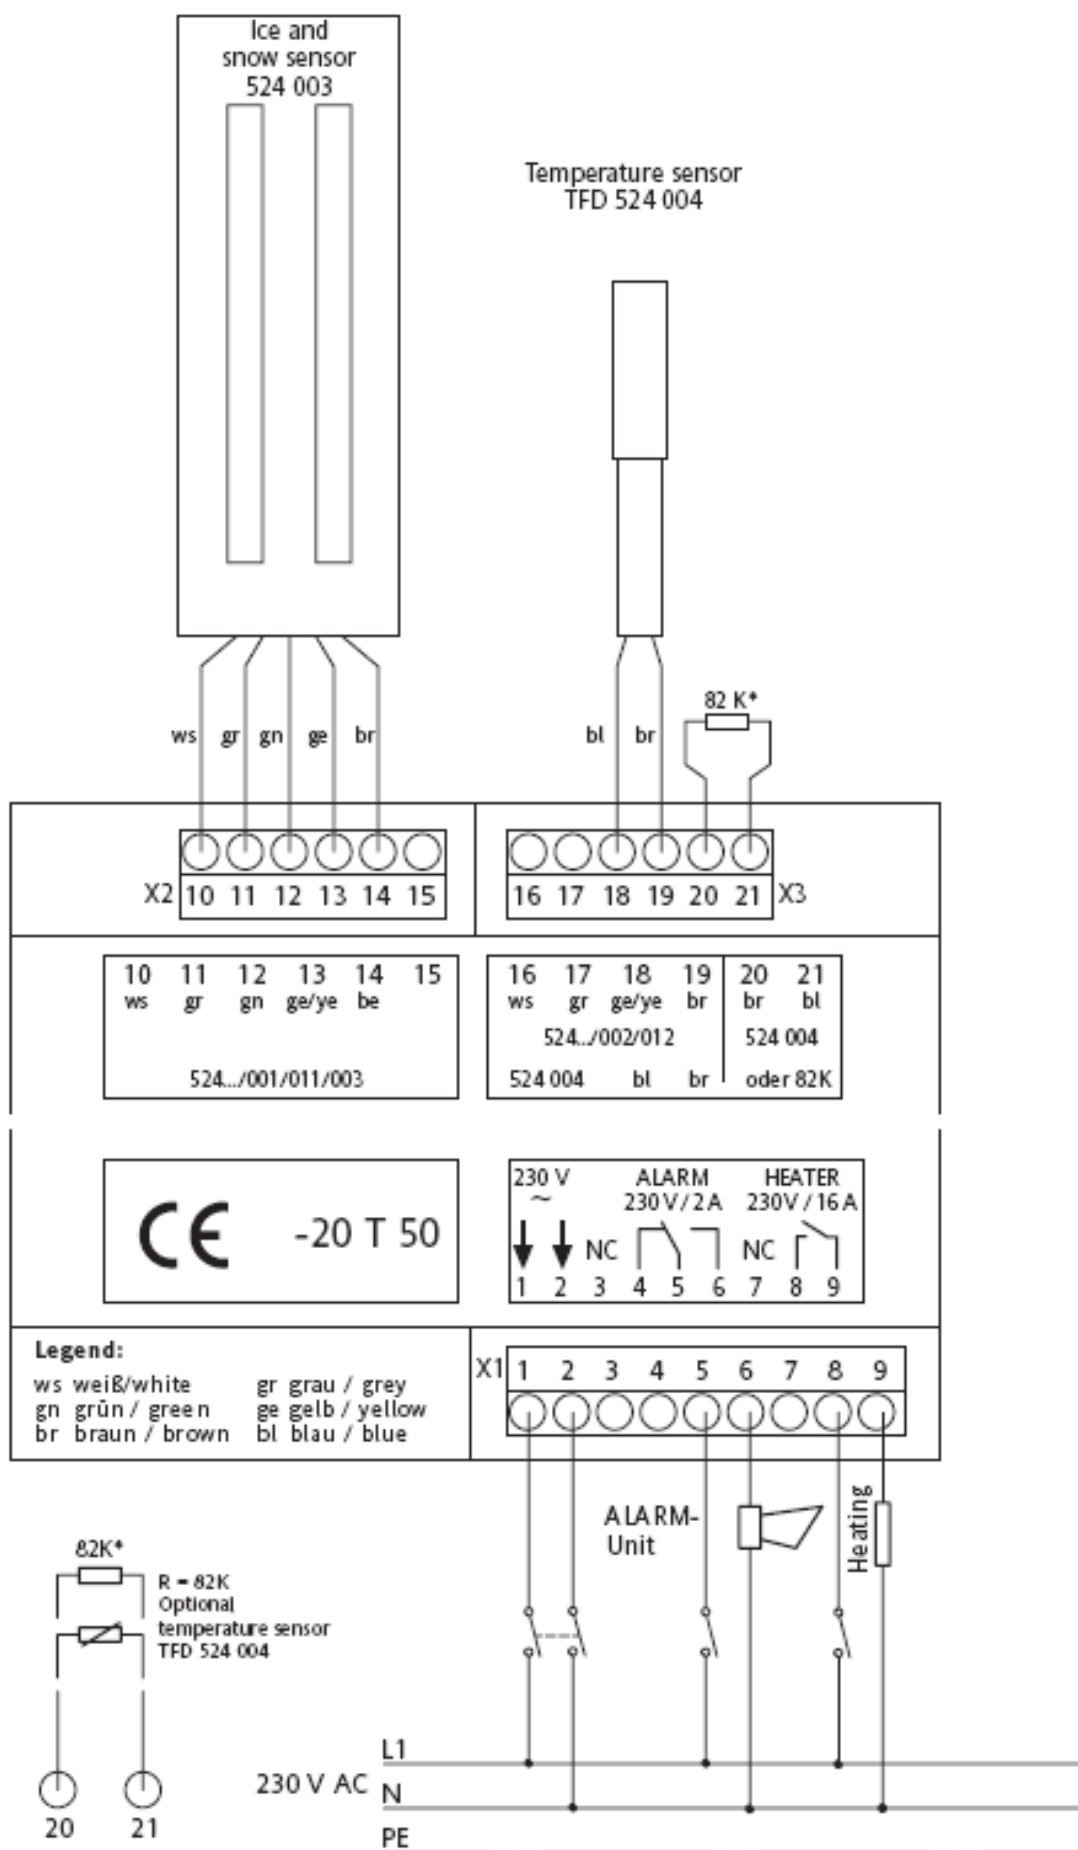 Ice and
snow sensor
524 003
Temperature sensor
TFD 524 004
82 K*
ws gr gn ge br
bl br
X2 10 11 12 13 14 15
16 17 18 19 20 21 X3
10 11 12 13 14 15
ws gr gn ge/ye be
524.../001/011/003
16 17 18 19 20 21
ws gr ge/ye br br bl
524.../002/012 524 004
524 004 bl br oder 82K
CE -20 T 50
230 V ALARM HEATER
~ 230 V / 2 A 230V / 16 A
NC NC
1 2 3 4 5 6 7 8 9
Legend:
ws weiß/white gr grau / grey
gn grün / green ge gelb / yellow
br braun / brown bl blau / blue
X1 1 2 3 4 5 6 7 8 9
ALARM-
Unit
Heating
82K*
R = 82K
Optional
temperature sensor
TFD 524 004
20 21
L1
230 V AC N
PE